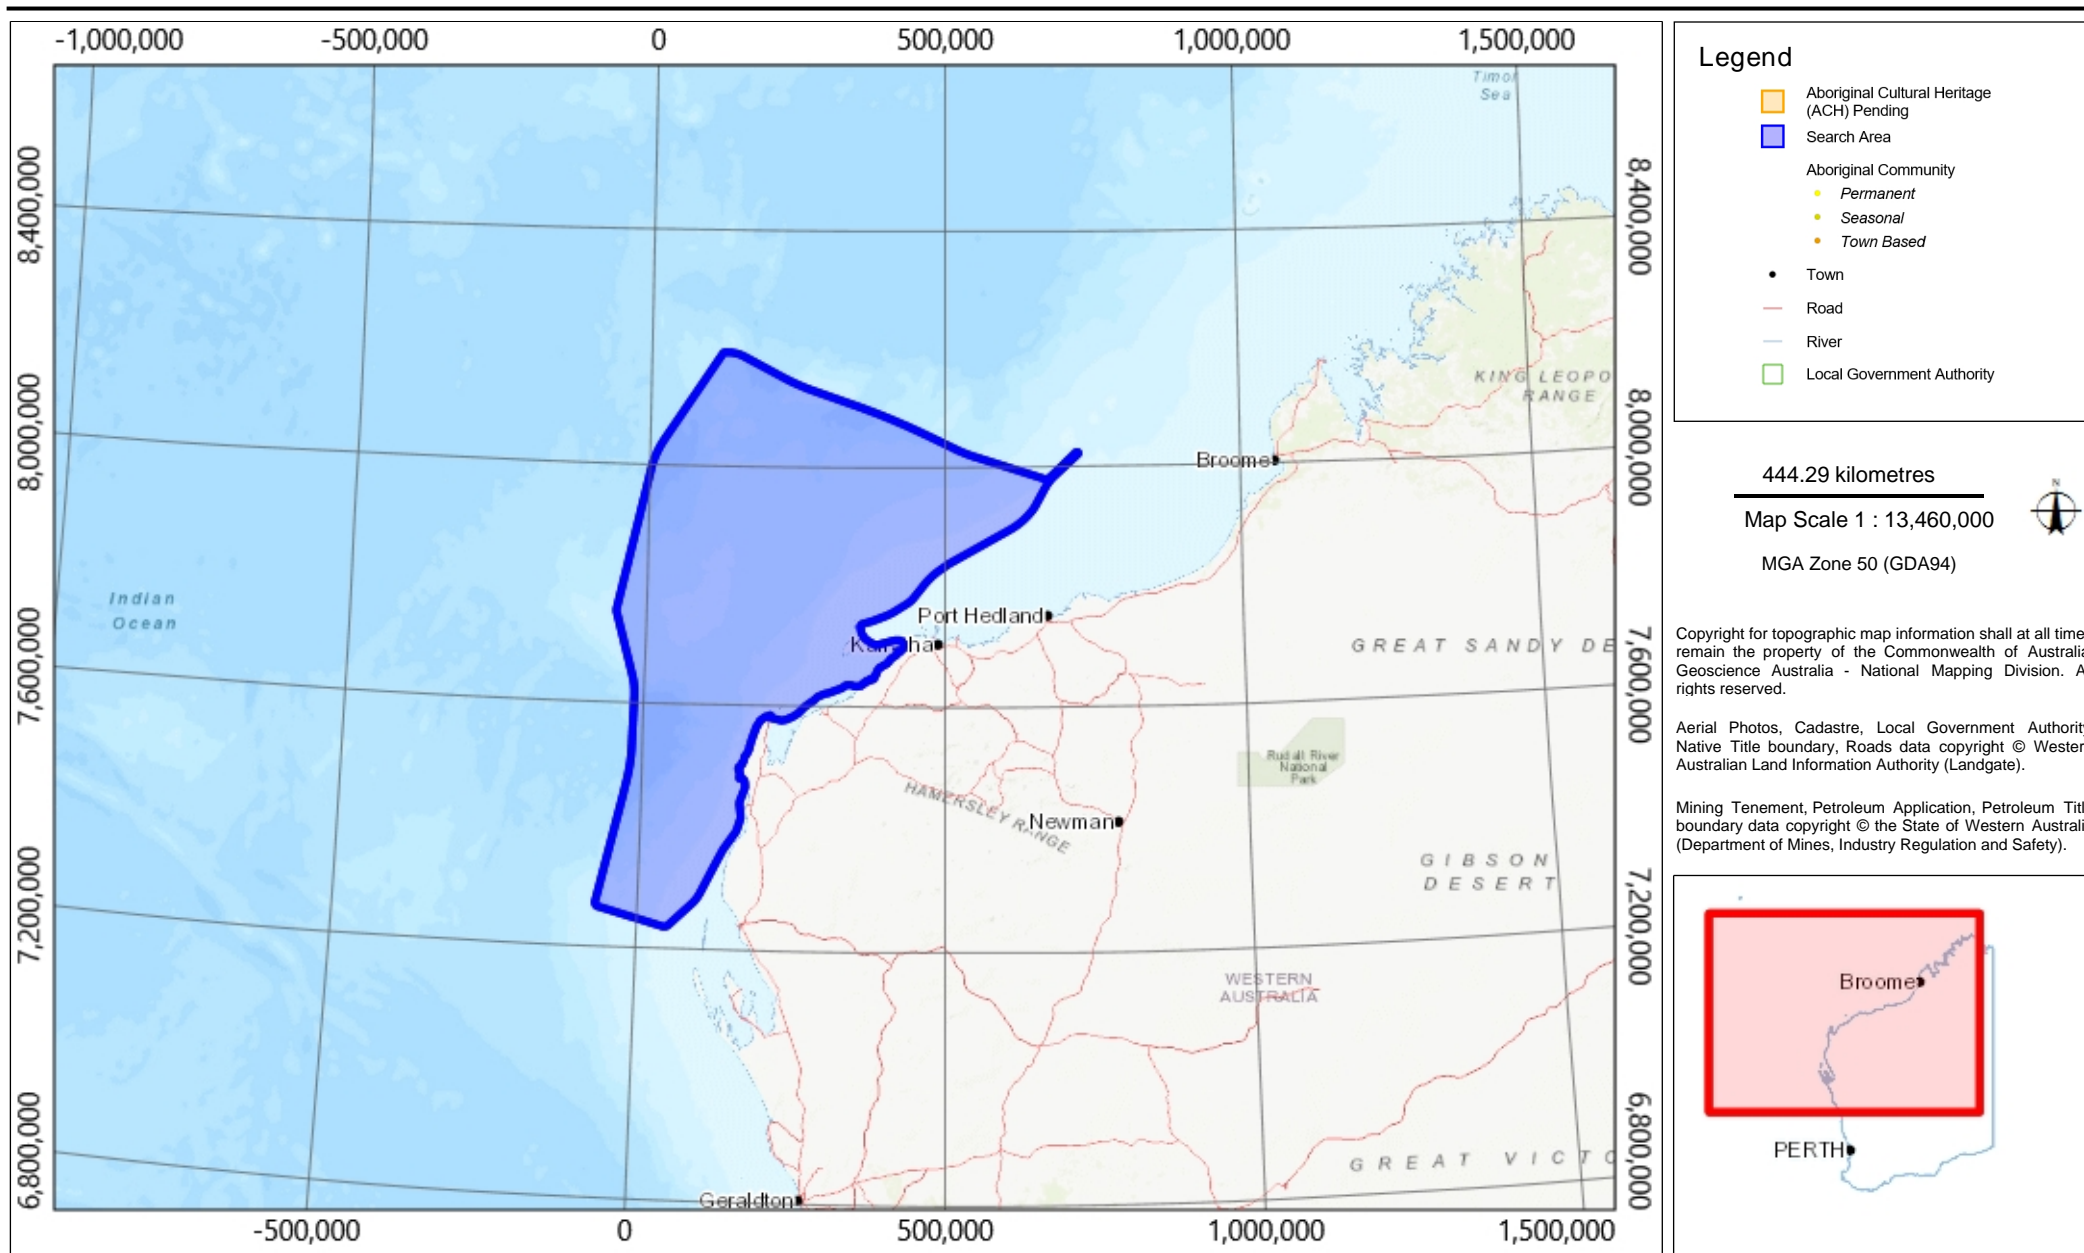 -1,000,000 -500,000 0 500,000 1,000,000 1,500,000
Timor
Sea
8,400,000
8,400,000
KING LEOPO
RANGE
8,000,000
8,000,000
Broome
Indian
Ocean
Port Hedland
ha
GREAT SANDY DE
7,600,000
7,600,000
Rudall River
National
Park
HAMERSLEY RANGE
Newman
GIBSON
DESERT
7,200,000
7,200,000
WESTERN
AUSTRALIA
6,800,000
6,800,000
GREAT VICTO
Geraldton
-500,000 0 500,000 1,000,000 1,500,000
Legend
Aboriginal Cultural Heritage
(ACH) Pending
Search Area
Aboriginal Community
Permanent
Seasonal
Town Based
Town
Road
River
Local Government Authority
444.29 kilometres
Map Scale 1 : 13,460,000
MGA Zone 50 (GDA94)
N
Copyright for topographic map information shall at all time
remain the property of the Commonwealth of Australi
Geoscience Australia - National Mapping Division. A
rights reserved.
Aerial Photos, Cadastre, Local Government Authority
Native Title boundary, Roads data copyright © Wester
Australian Land Information Authority (Landgate).
Mining Tenement, Petroleum Application, Petroleum Titl
boundary data copyright © the State of Western Australi
(Department of Mines, Industry Regulation and Safety).
Broome
PERTH